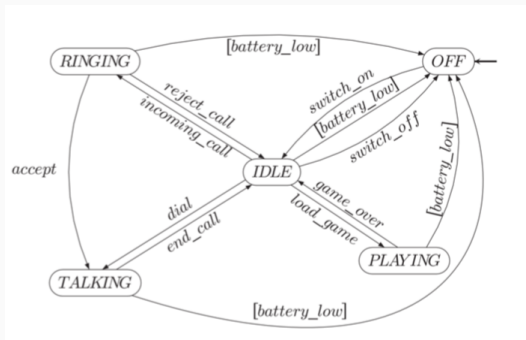 [battery_low]
RINGING
OFF
switch_on
[battery_low]
reject_call
incoming_call
switch_off
accept
IDLE
[battery_low]
game_over
load_game
dial
end_call
PLAYING
TALKING
[battery_low]